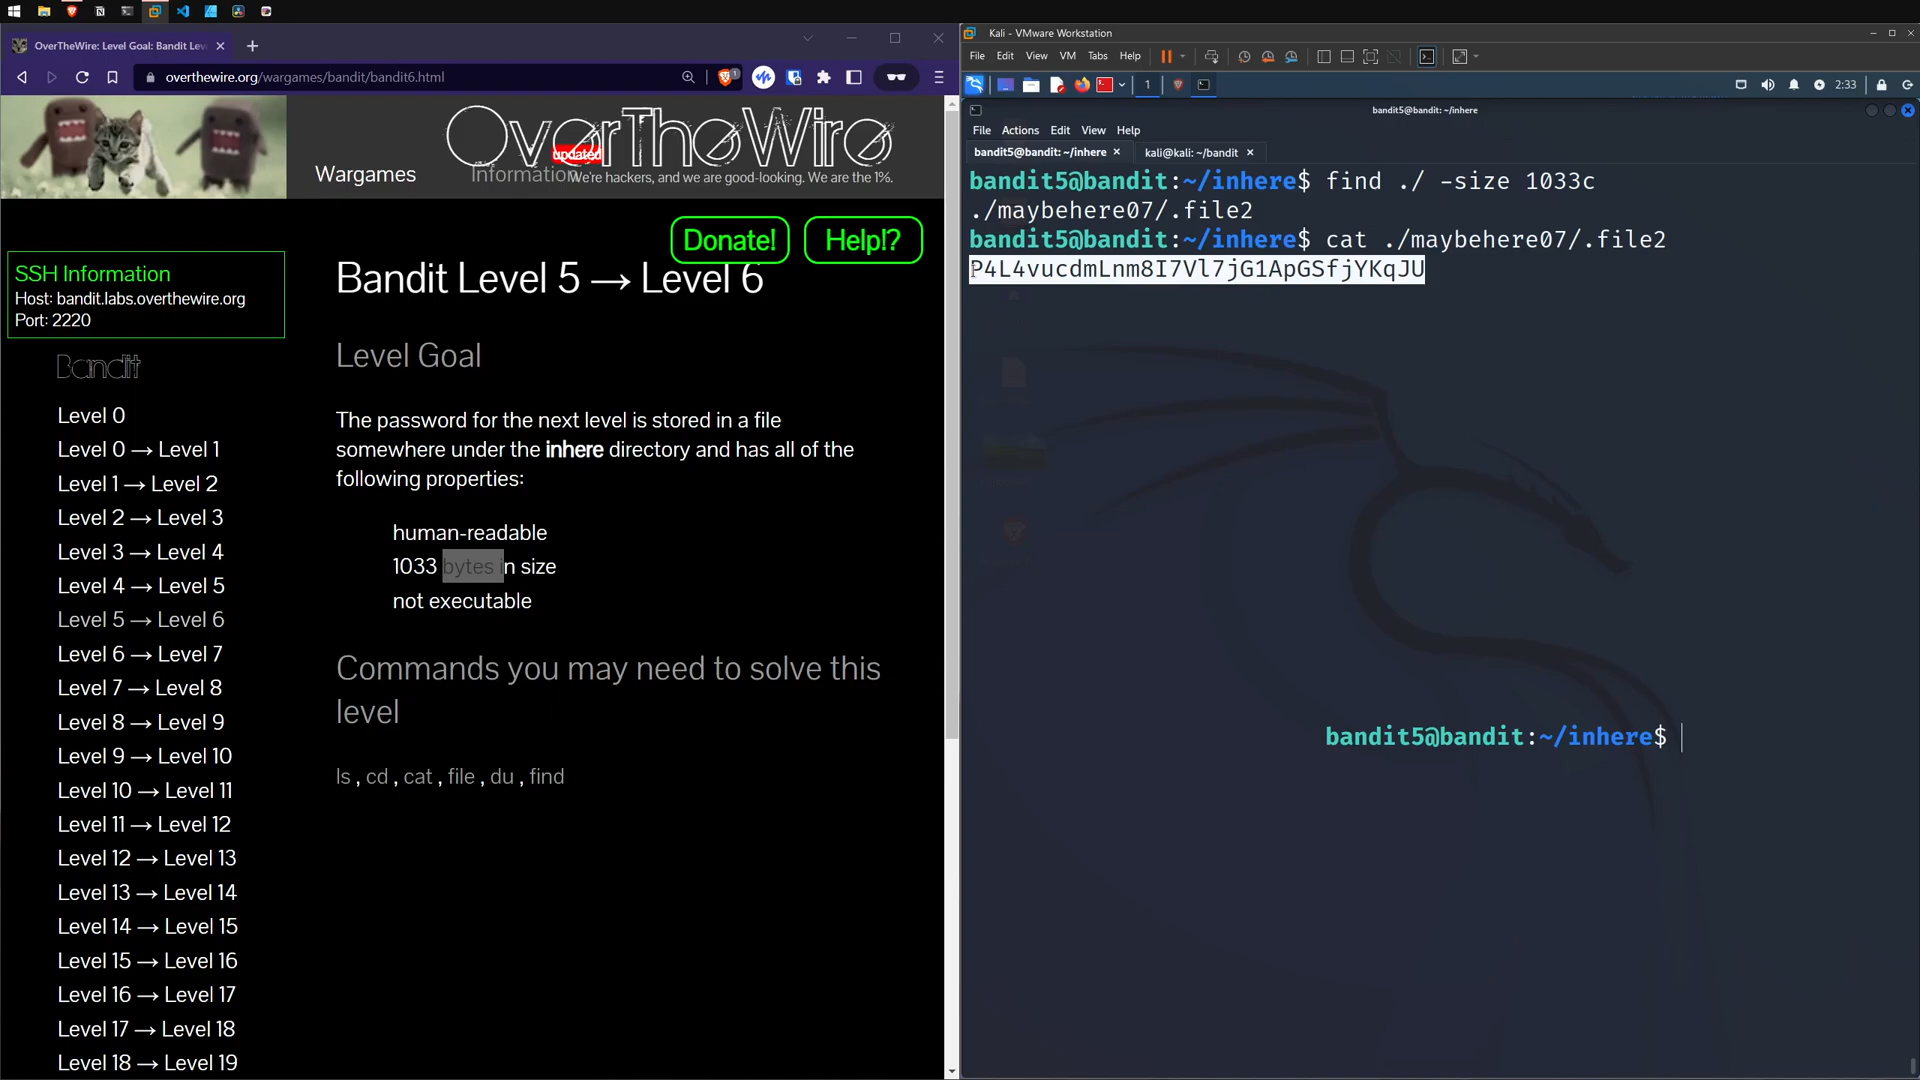 OverTheWire: Level Goal: Bandit Lev
overthewire.org/wargames/bandit/bandit6.html
OverTheWire
updated
Wargames
Information
We're hackers, and we are good-looking. We are the 1%.
Donate!
Help!?
SSH Information
Host: bandit.labs.overthewire.org
Port: 2220
Bandit
Level 0
Level 0 → Level 1
Level 1 → Level 2
Level 2 → Level 3
Level 3 → Level 4
Level 4 → Level 5
Level 5 → Level 6
Level 6 → Level 7
Level 7 → Level 8
Level 8 → Level 9
Level 9 → Level 10
Level 10 → Level 11
Level 11 → Level 12
Level 12 → Level 13
Level 13 → Level 14
Level 14 → Level 15
Level 15 → Level 16
Level 16 → Level 17
Level 17 → Level 18
Level 18 → Level 19
Bandit Level 5 → Level 6
Level Goal
The password for the next level is stored in a file
somewhere under the inhere directory and has all of the
following properties:
human-readable
1033 bytes in size
not executable
Commands you may need to solve this
level
ls , cd , cat , file , du , find
Kali - VMware Workstation
File Edit View VM Tabs Help
1
2:33
bandit5@bandit: ~/inhere
File Actions Edit View Help
bandit5@bandit: ~/inhere
kali@kali: ~/bandit
bandit5@bandit:~/inhere$ find ./ -size 1033c
./maybehere07/.file2
bandit5@bandit:~/inhere$ cat ./maybehere07/.file2
P4L4vucdmLnm8I7Vl7jG1ApGSfjYKqJU
bandit5@bandit:~/inhere$